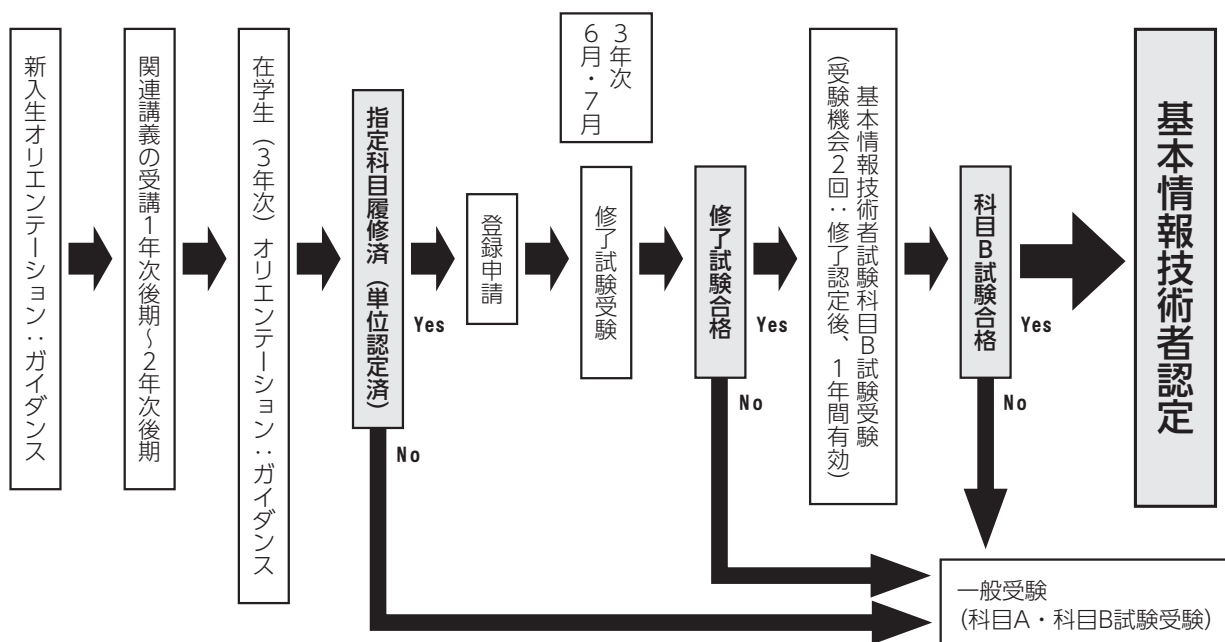 新入生オリエンテーション：ガイダンス
関連講義の受講1年次後期〜2年次後期
在学生（3年次）オリエンテーション：ガイダンス
指定科目履修済（単位認定済）
Yes
No
登録申請
3年次
6月・7月
修了試験受験
修了試験合格
Yes
No
基本情報技術者試験科目B試験受験
（受験機会2回：修了認定後、1年間有効）
科目B試験合格
Yes
No
基本情報技術者認定
一般受験
（科目A・科目B試験受験）